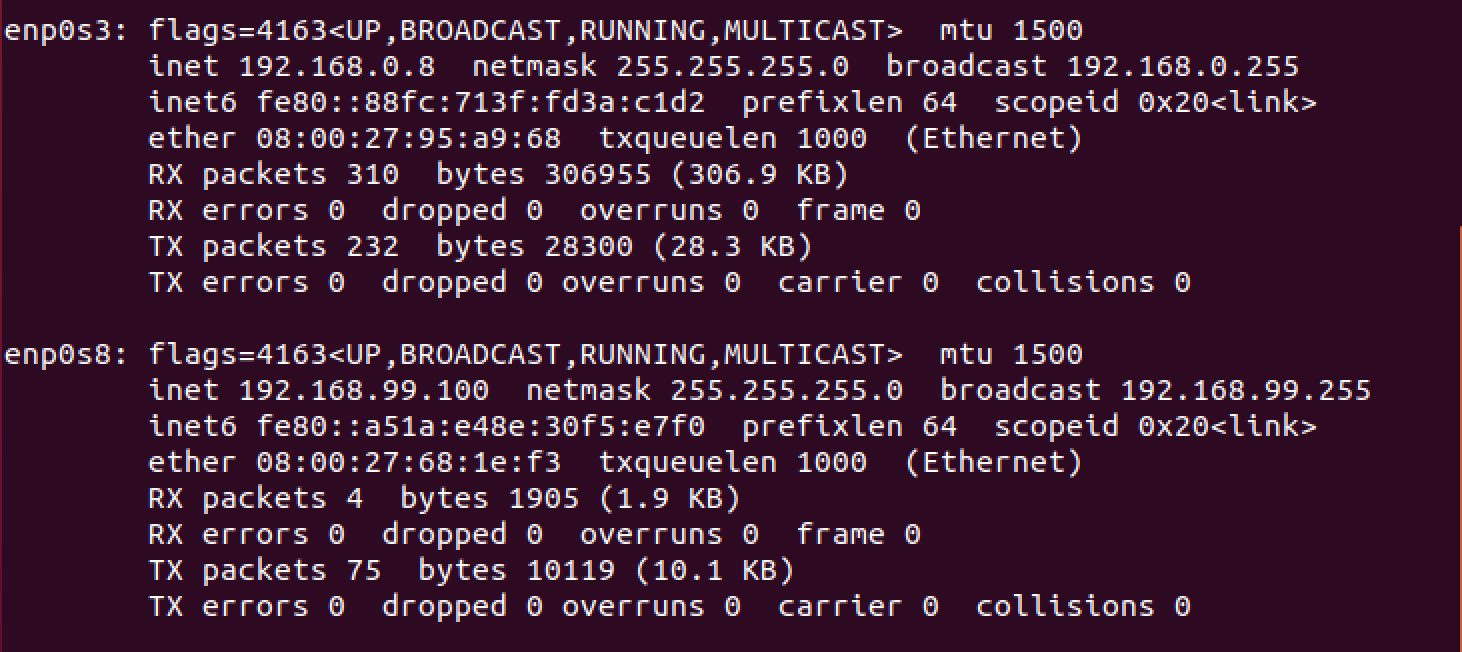 enp0s3: flags=4163<UP,BROADCAST,RUNNING,MULTICAST>  mtu 1500
        inet 192.168.0.8  netmask 255.255.255.0  broadcast 192.168.0.255
        inet6 fe80::88fc:713f:fd3a:c1d2  prefixlen 64  scopeid 0x20<link>
        ether 08:00:27:95:a9:68  txqueuelen 1000  (Ethernet)
        RX packets 310  bytes 306955 (306.9 KB)
        RX errors 0  dropped 0  overruns 0  frame 0
        TX packets 232  bytes 28300 (28.3 KB)
        TX errors 0  dropped 0 overruns 0  carrier 0  collisions 0

enp0s8: flags=4163<UP,BROADCAST,RUNNING,MULTICAST>  mtu 1500
        inet 192.168.99.100  netmask 255.255.255.0  broadcast 192.168.99.255
        inet6 fe80::a51a:e48e:30f5:e7f0  prefixlen 64  scopeid 0x20<link>
        ether 08:00:27:68:1e:f3  txqueuelen 1000  (Ethernet)
        RX packets 4  bytes 1905 (1.9 KB)
        RX errors 0  dropped 0  overruns 0  frame 0
        TX packets 75  bytes 10119 (10.1 KB)
        TX errors 0  dropped 0 overruns 0  carrier 0  collisions 0